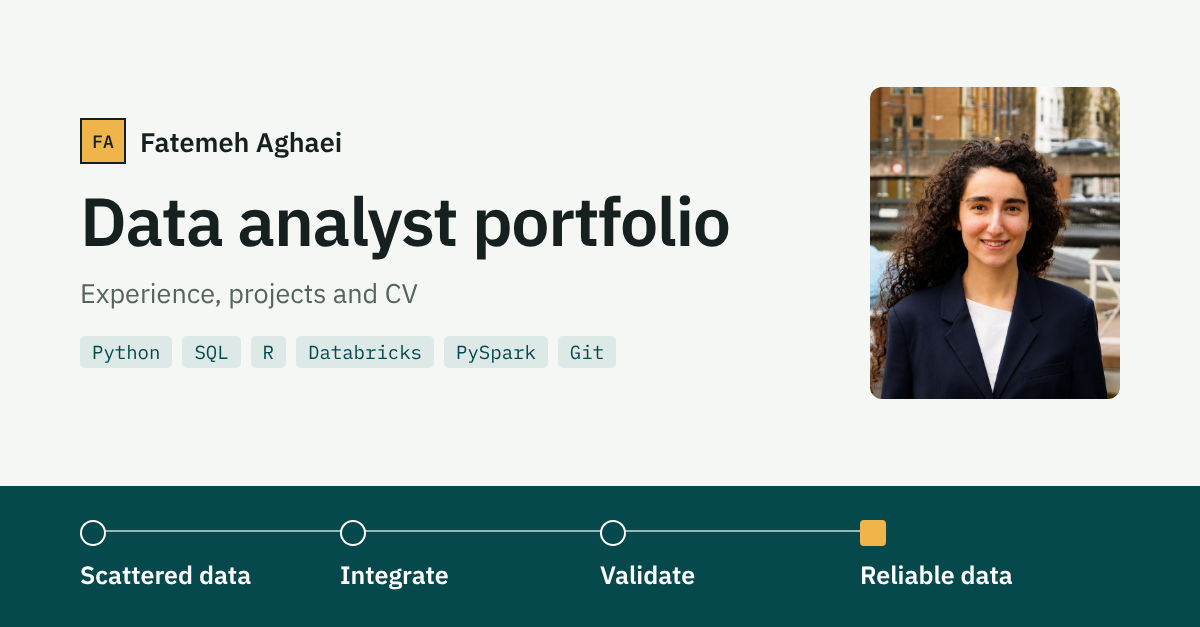 FA
Fatemeh Aghaei
Data analyst portfolio
Experience, projects and CV
Python SQL R Databricks PySpark Git
Scattered data Integrate Validate Reliable data